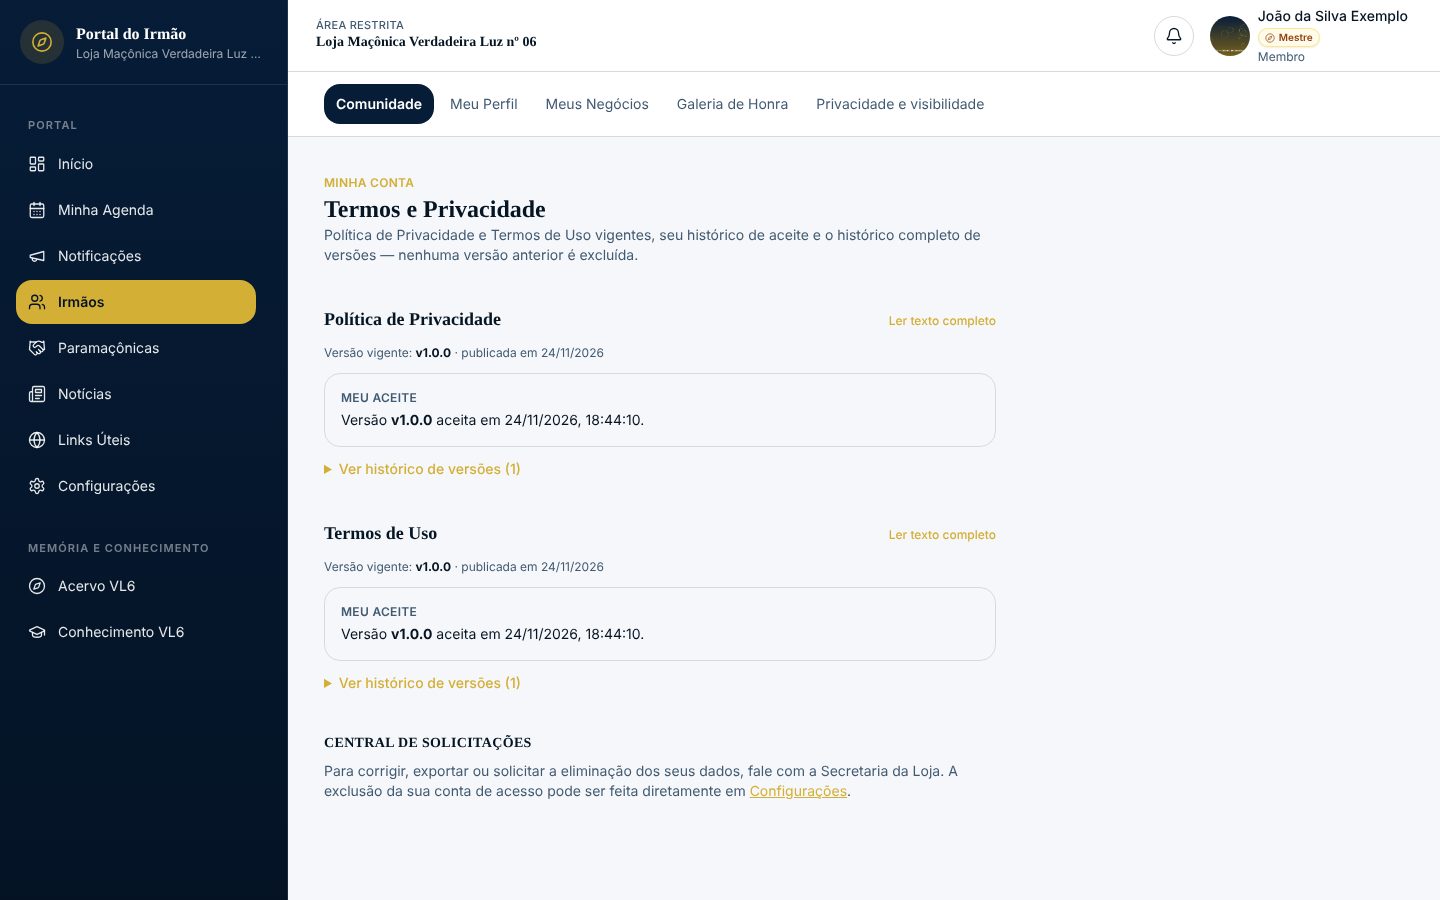 Portal do Irmão
Loja Maçônica Verdadeira Luz ...
PORTAL
Início
Minha Agenda
Notificações
Irmãos
Paramaçônicas
Notícias
Links Úteis
Configurações
MEMÓRIA E CONHECIMENTO
Acervo VL6
Conhecimento VL6
ÁREA RESTRITA
Loja Maçônica Verdadeira Luz nº 06
João da Silva Exemplo
Mestre
Membro
Comunidade
Meu Perfil
Meus Negócios
Galeria de Honra
Privacidade e visibilidade
MINHA CONTA
Termos e Privacidade
Política de Privacidade e Termos de Uso vigentes, seu histórico de aceite e o histórico completo de
versões — nenhuma versão anterior é excluída.
Política de Privacidade
Ler texto completo
Versão vigente: v1.0.0 · publicada em 24/11/2026
MEU ACEITE
Versão v1.0.0 aceita em 24/11/2026, 18:44:10.
Ver histórico de versões (1)
Termos de Uso
Ler texto completo
Versão vigente: v1.0.0 · publicada em 24/11/2026
MEU ACEITE
Versão v1.0.0 aceita em 24/11/2026, 18:44:10.
Ver histórico de versões (1)
CENTRAL DE SOLICITAÇÕES
Para corrigir, exportar ou solicitar a eliminação dos seus dados, fale com a Secretaria da Loja. A
exclusão da sua conta de acesso pode ser feita diretamente em Configurações.